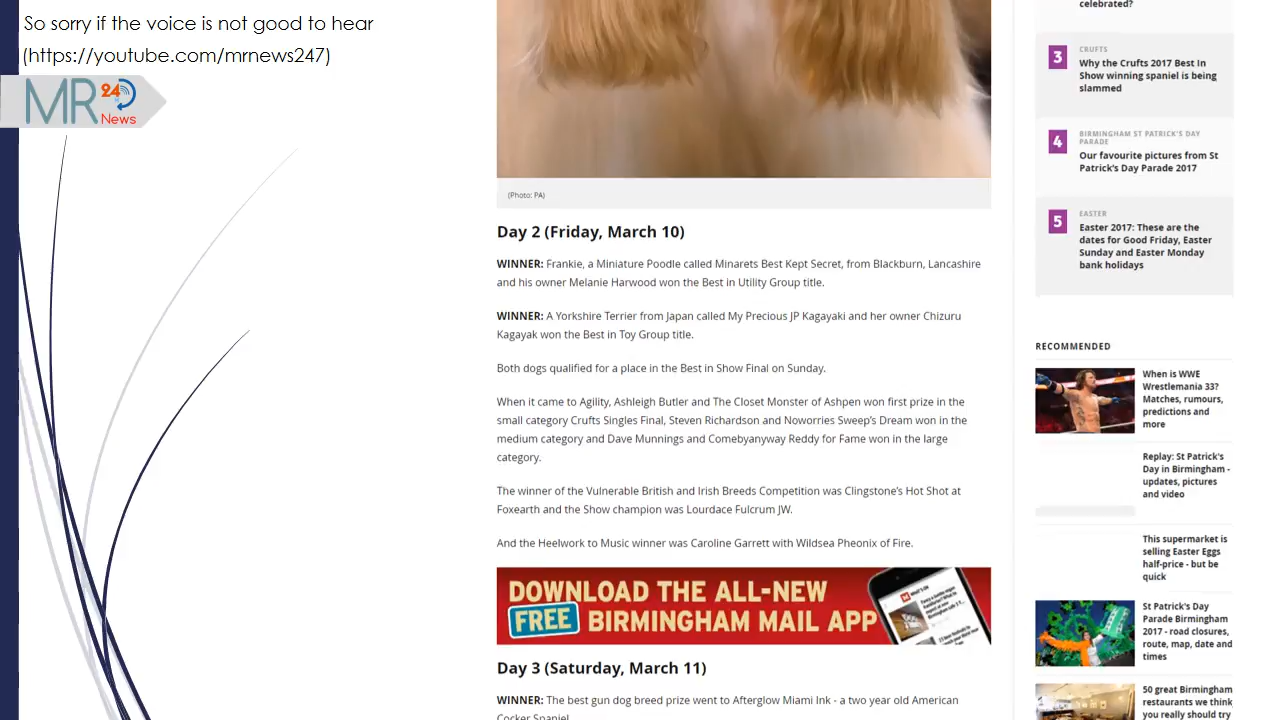 So sorry if the voice is not good to hear
(https://youtube.com/mrnews247)
MR 24
News
(Photo: PA)
Day 2 (Friday, March 10)
WINNER: Frankie, a Miniature Poodle called Minarets Best Kept Secret, from Blackburn, Lancashire
and his owner Melanie Harwood won the Best in Utility Group title.
WINNER: A Yorkshire Terrier from Japan called My Precious JP Kagayaki and her owner Chizuru
Kagayak won the Best in Toy Group title.
Both dogs qualified for a place in the Best in Show Final on Sunday.
When it came to Agility, Ashleigh Butler and The Closet Monster of Ashpen won first prize in the
small category Crufts Singles Final, Steven Richardson and Noworries Sweep's Dream won in the
medium category and Dave Munnings and Comebyanyway Reddy for Fame won in the large
category.
The winner of the Vulnerable British and Irish Breeds Competition was Clingstone's Hot Shot at
Foxearth and the Show champion was Lourdace Fulcrum JW.
And the Heelwork to Music winner was Caroline Garrett with Wildsea Pheonix of Fire.
DOWNLOAD THE ALL-NEW
FREE BIRMINGHAM MAIL APP
Day 3 (Saturday, March 11)
WINNER: The best gun dog breed prize went to Afterglow Miami Ink - a two year old American
Cocker Spaniel
celebrated?
3
CRUFTS
Why the Crufts 2017 Best In
Show winning spaniel is being
slammed
4
BIRMINGHAM ST PATRICK'S DAY
PARADE
Our favourite pictures from St
Patrick's Day Parade 2017
5
EASTER
Easter 2017: These are the
dates for Good Friday, Easter
Sunday and Easter Monday
bank holidays
RECOMMENDED
When is WWE
Wrestlemania 33?
Matches, rumours,
predictions and
more
Replay: St Patrick's
Day in Birmingham -
updates, pictures
and video
This supermarket is
selling Easter Eggs
half-price - but be
quick
St Patrick's Day
Parade Birmingham
2017 - road closures,
route, map, date and
times
50 great Birmingham
restaurants we think
you really should try